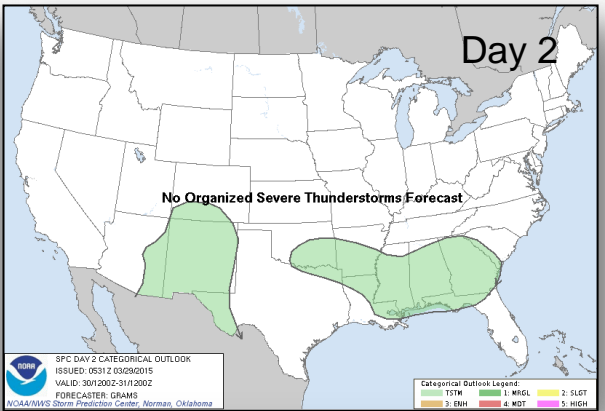 Day 2
No Organized Severe Thunderstorms Forecast
NOAA
SPC DAY 2 CATEGORICAL OUTLOOK
ISSUED: 0531Z 03/29/2015
VALID: 30/1200Z-31/1200Z
FORECASTER: GRAMS
NOAA/NWS Storm Prediction Center, Norman, Oklahoma
Categorical Outlook Legend:
TSTM 1: MRGL 2: SLGT
3: ENH 4: MDT 5: HIGH